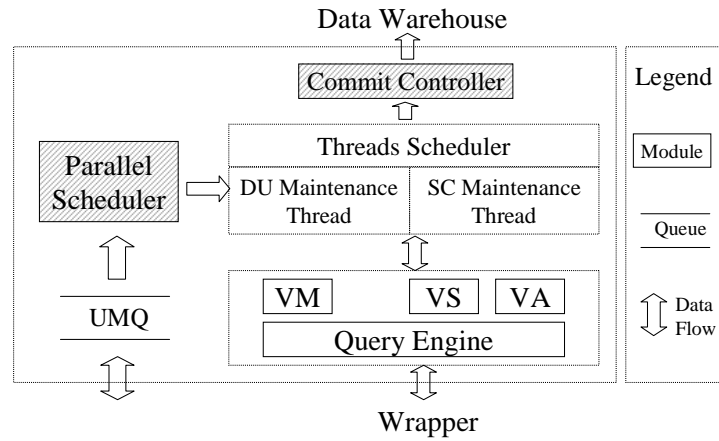 Data Warehouse
Commit Controller
Legend
Threads Scheduler
Module
Parallel
Scheduler
DU Maintenance
Thread
SC Maintenance
Thread
Queue
VM
VS
VA
UMQ
Data
Flow
Query Engine
Wrapper